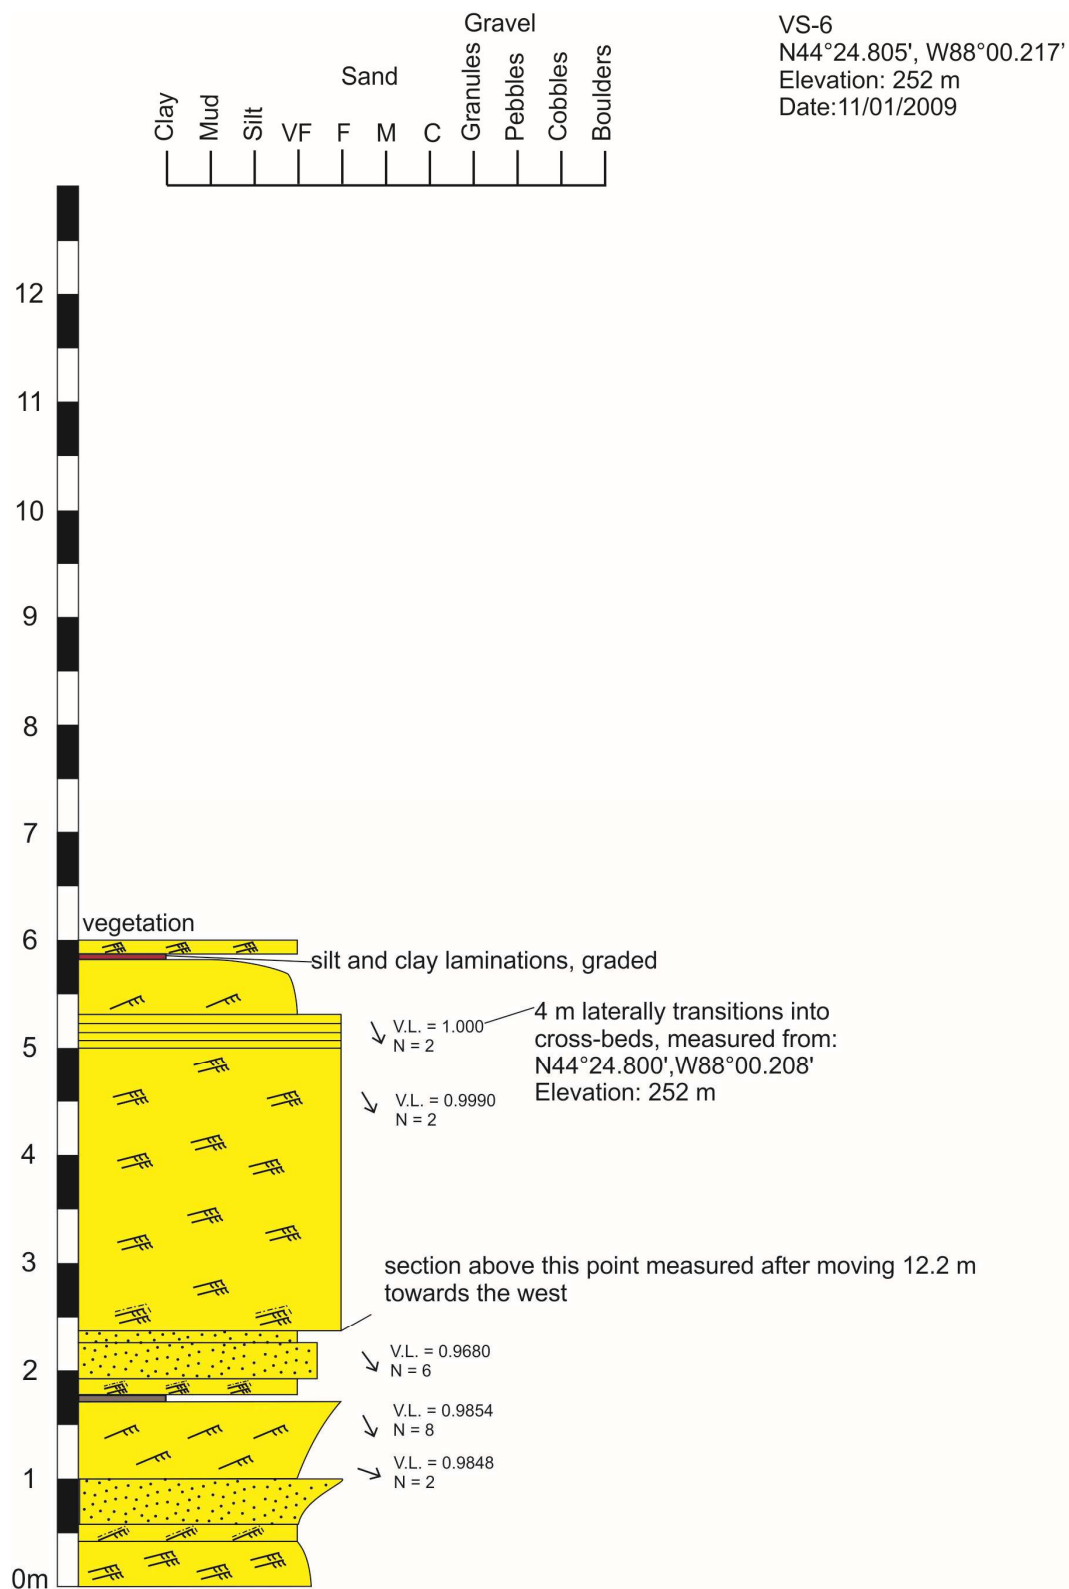 VS-6
N44°24.805', W88°00.217'
Elevation: 252 m
Date:11/01/2009
Gravel
Sand
Clay
Mud
Silt
VF
F
M
C
Granules
Pebbles
Cobbles
Boulders
12
11
10
9
8
7
6
5
4
3
2
1
0m
vegetation
silt and clay laminations, graded
V.L. = 1.000
N = 2
4 m laterally transitions into
cross-beds, measured from:
N44°24.800',W88°00.208'
Elevation: 252 m
V.L. = 0.9990
N = 2
section above this point measured after moving 12.2 m
towards the west
V.L. = 0.9680
N = 6
V.L. = 0.9854
N = 8
V.L. = 0.9848
N = 2